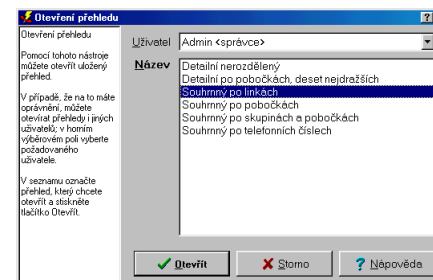 Otevření přehledu
Otevření přehledu
Pomocí tohoto nástroje
můžete otevřít uložený
přehled.
V případě, že na to máte
oprávnění, můžete
otevírat přehledy i jiných
uživatelů; v horním
výběrovém poli vyberte
požadovaného
uživatele.
V seznamu označte
přehled, který chcete
otevřít a stiskněte
tlačítko Otevřít.
Uživatel Admin <správce>
Název
Detailní nerozdělený
Detailní po pobočkách, deset nejdražších
Souhrnný po linkách
Souhrnný po pobočkách
Souhrnný po skupinách a pobočkách
Souhrnný po telefonních číslech
Otevřít Storno ? Nápověda